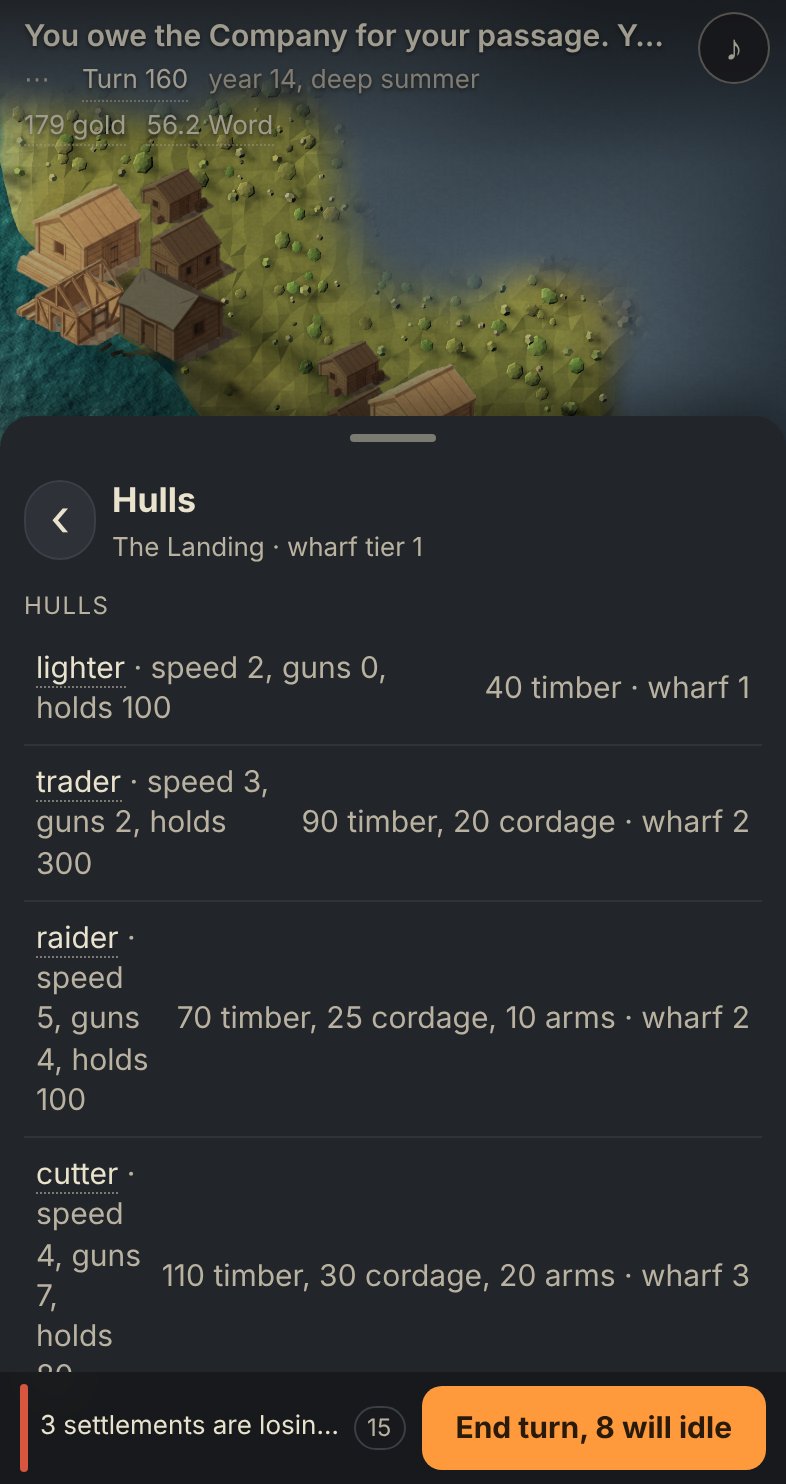 You owe the Company for your passage. Y...
... Turn 160 year 14, deep summer
179 gold 56.2 Word
♪
Hulls
The Landing · wharf tier 1
HULLS
lighter · speed 2, guns 0,
holds 100
40 timber · wharf 1
trader · speed 3,
guns 2, holds
300
90 timber, 20 cordage · wharf 2
raider ·
speed
5, guns
4, holds
100
70 timber, 25 cordage, 10 arms · wharf 2
cutter ·
speed
4, guns
7,
holds
110 timber, 30 cordage, 20 arms · wharf 3
3 settlements are losin... 15
End turn, 8 will idle